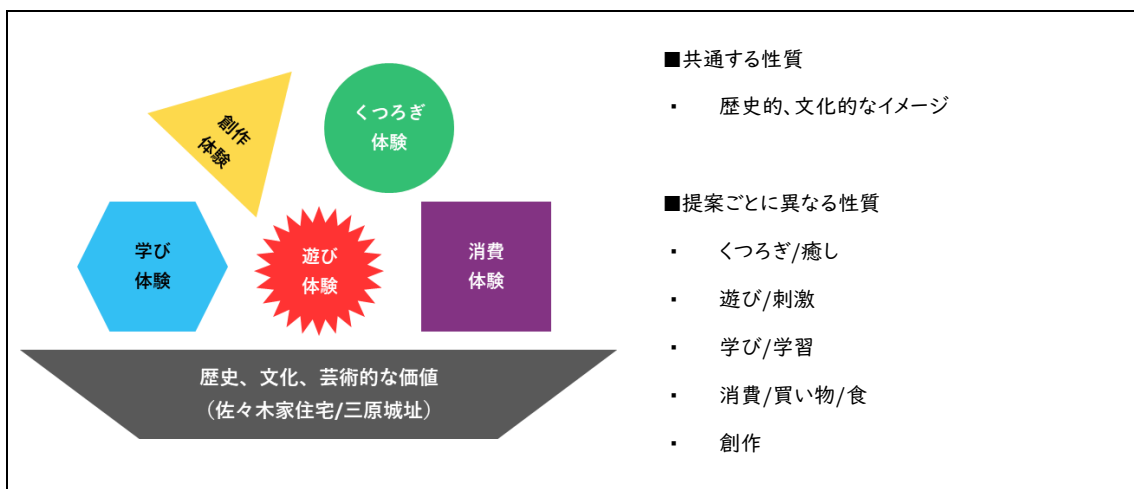 創作
体験
くつろぎ
体験
学び
体験
遊び
体験
消費
体験
歴史、文化、芸術的な価値
(佐々木家住宅/三原城址)
■共通する性質
▪ 歴史的、文化的なイメージ
■提案ごとに異なる性質
▪ くつろぎ/癒し
▪ 遊び/刺激
▪ 学び/学習
▪ 消費/買い物/食
▪ 創作